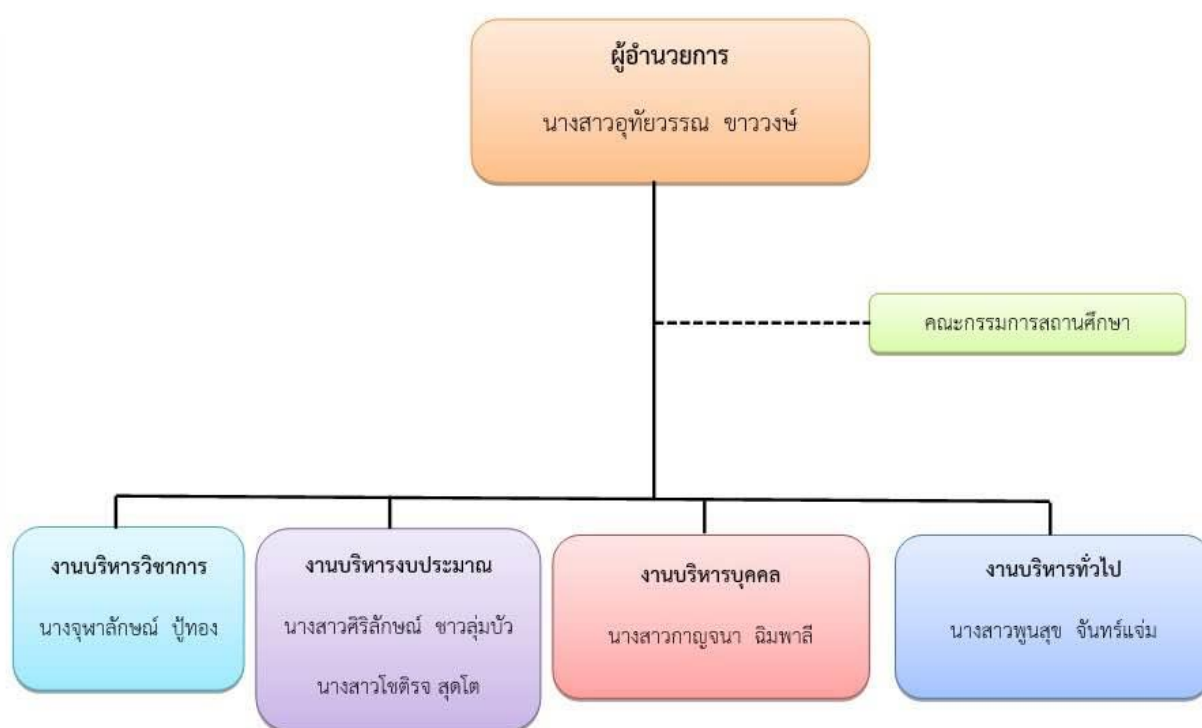 ผู้อำนวยการ
นางสาวอุทัยวรรณ ขาววงษ์
คณะกรรมการสถานศึกษา
งานบริหารวิชาการ
นางจุฬาลักษณ์ ปู้ทอง
งานบริหารงบประมาณ
นางสาวศิริลักษณ์ ชาวลุ่มบัว
นางสาวโชติรจ สุดโต
งานบริหารบุคคล
นางสาวกาญจนา ฉิมพาลี
งานบริหารทั่วไป
นางสาวพูนสุข จันทร์แจ่ม